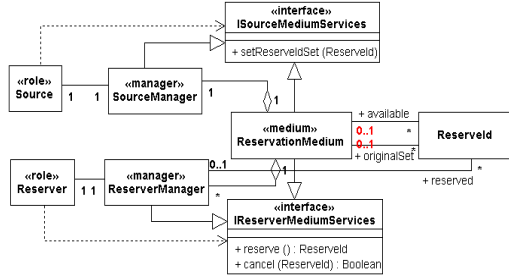 «interface»
ISourceMediumServices
+ setReserveIdSet (ReserveId)
«role»
Source
1
1
«manager»
SourceManager
1
1
«medium»
ReservationMedium
+ available
0..1
*
0..1
*
+ originalSet
ReserveId
«role»
Reserver
1
1
«manager»
ReserverManager
0..1
*
1
*
+ reserved
«interface»
IReserverMediumServices
+ reserve () : ReserveId
+ cancel (ReserveId) : Boolean